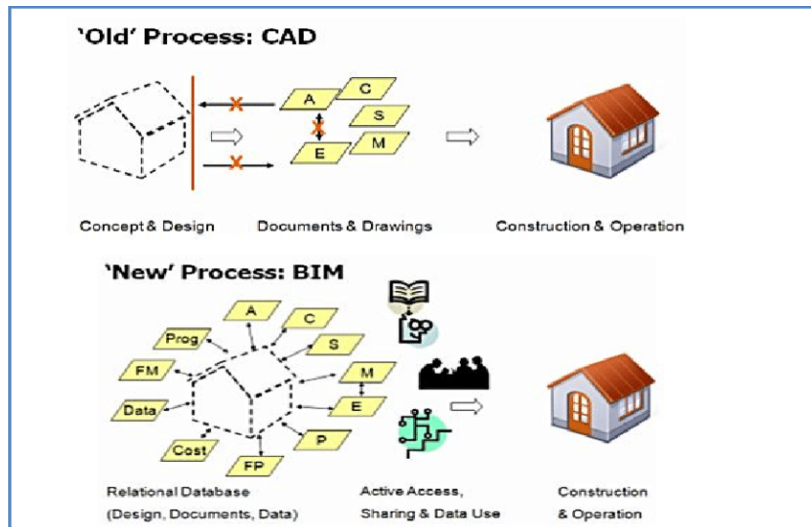 ‘Old’ Process: CAD
A
C
S
E
M
Concept & Design
Documents & Drawings
Construction & Operation
‘New’ Process: BIM
A
C
Prog
S
FM
M
Data
E
Cost
P
FP
Relational Database
(Design, Documents, Data)
Active Access,
Sharing & Data Use
Construction
& Operation